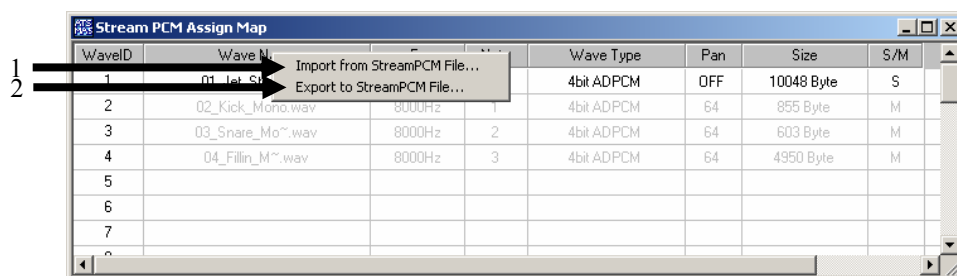 Stream PCM Assign Map
WaveID Wave Wave Type Pan Size S/M
1 Import from StreamPCM File...
2 Export to StreamPCM File...
1 4bit ADPCM OFF 10048 Byte S
2 02_Kick_Mono.wav 8000Hz 1 4bit ADPCM 64 855 Byte M
3 03_Snare_Mo~.wav 8000Hz 2 4bit ADPCM 64 603 Byte M
4 04_Fillin_M~.wav 8000Hz 3 4bit ADPCM 64 4950 Byte M
5
6
7